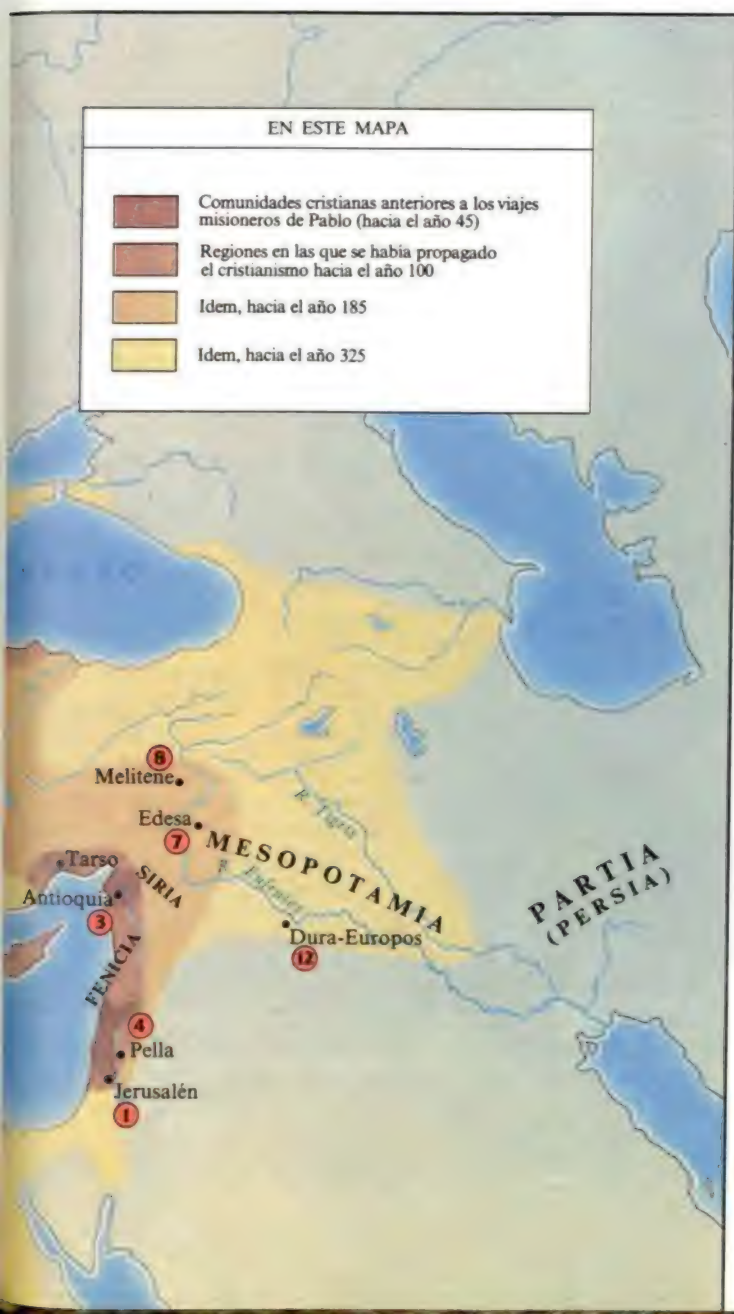 EN ESTE MAPA
Comunidades cristianas anteriores a los viajes
misioneros de Pablo (hacia el año 45)
Regiones en las que se habia propagado
el cristianismo hacia el año 100
Idem, hacia el año 185
Idem, hacia el año 325
8
Melitene
Edesa
7
R. Tigris
MESOPOTAMIA
R. Eufrates
PARTIA
(PERSIA)
Tarso
SIRIA
Antioquia
3
Dura-Europos
12
FENICIA
4
Pella
Jerusalén
1